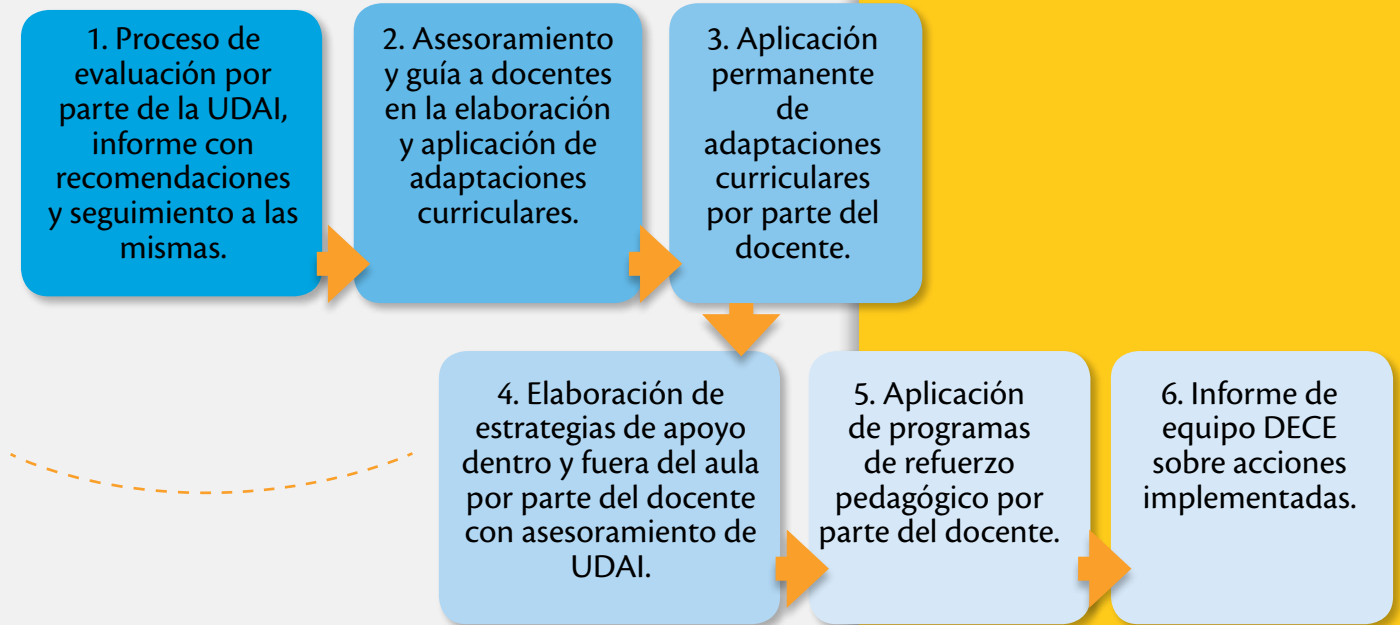 1. Proceso de
evaluación por
parte de la UDAI,
informe con
recomendaciones
y seguimiento a las
mismas.
2. Asesoramiento
y guía a docentes
en la elaboración
y aplicación de
adaptaciones
curriculares.
3. Aplicación
permanente
de
adaptaciones
curriculares
por parte del
docente.
4. Elaboración de
estrategias de apoyo
dentro y fuera del aula
por parte del docente
con asesoramiento de
UDAI.
5. Aplicación
de programas
de refuerzo
pedagógico por
parte del docente.
6. Informe de
equipo DECE
sobre acciones
implementadas.